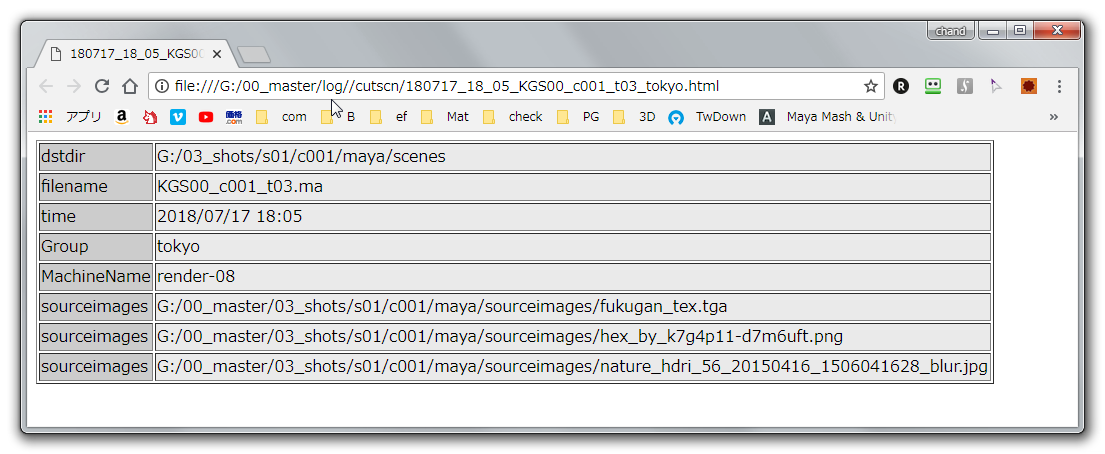 chand
180717_18_05_KGS00
file:///G:/00_master/log//cutscn/180717_18_05_KGS00_c001_t03_tokyo.html
アプリ com B ef Mat check PG 3D TwDown Maya Mash & Unity
dstdir G:/03_shots/s01/c001/maya/scenes
filename KGS00_c001_t03.ma
time 2018/07/17 18:05
Group tokyo
MachineName render-08
sourceimages G:/00_master/03_shots/s01/c001/maya/sourceimages/fukugan_tex.tga
sourceimages G:/00_master/03_shots/s01/c001/maya/sourceimages/hex_by_k7g4p11-d7m6uft.png
sourceimages G:/00_master/03_shots/s01/c001/maya/sourceimages/nature_hdri_56_20150416_1506041628_blur.jpg